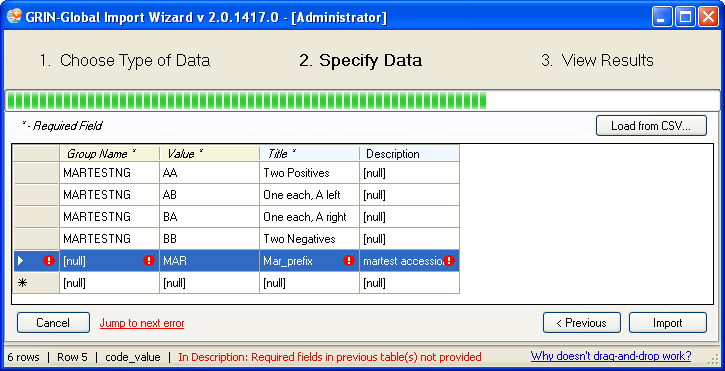 GRIN-Global Import Wizard v 2.0.1417.0 - [Administrator]
1. Choose Type of Data 2. Specify Data 3. View Results
* - Required Field Load from CSV...
Group Name * Value * Title * Description
MARTESTNG AA Two Positives [null]
MARTESTNG AB One each, A left [null]
MARTESTNG BA One each, A right [null]
MARTESTNG BB Two Negatives [null]
[null] MAR Mar_prefix martest accessio
[null] [null] [null] [null]
Cancel Jump to next error < Previous Import
6 rows | Row 5 | code_value | In Description: Required fields in previous table(s) not provided Why doesn't drag-and-drop work?